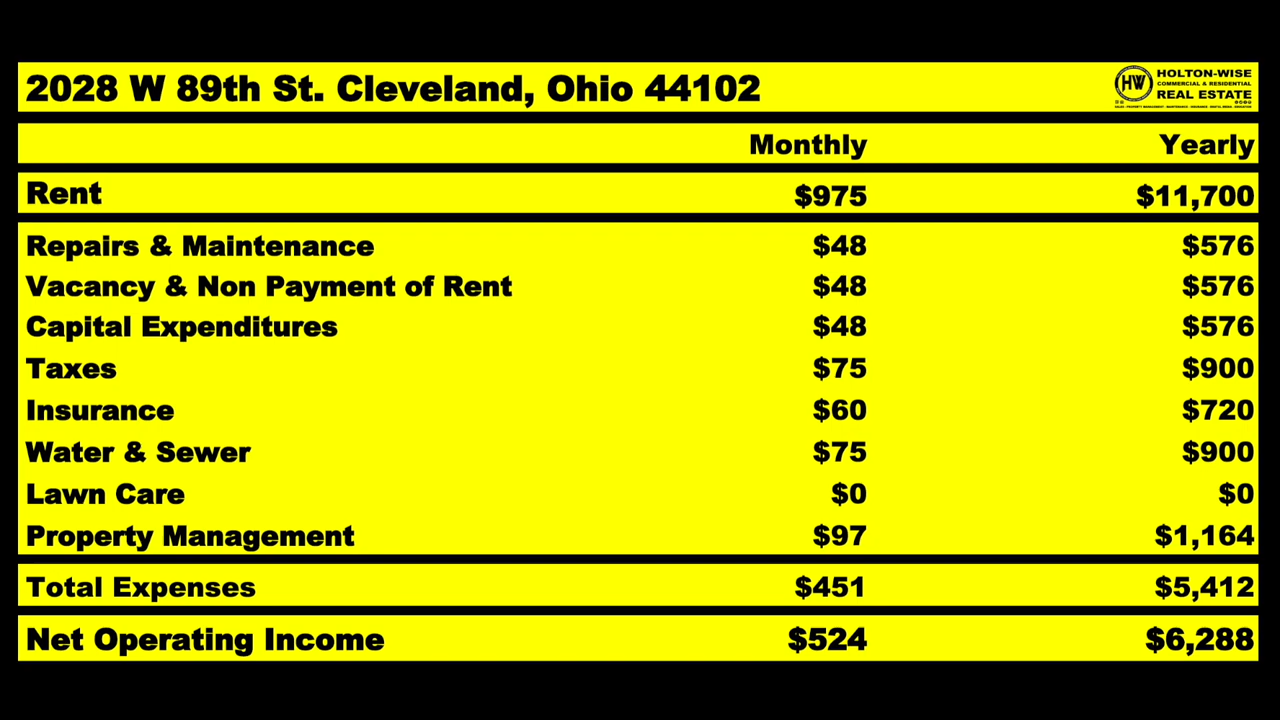 2028 W 89th St. Cleveland, Ohio 44102
HW
HOLTON-WISE
COMMERCIAL & RESIDENTIAL
REAL ESTATE
Monthly Yearly
Rent $975 $11,700
Repairs & Maintenance $48 $576
Vacancy & Non Payment of Rent $48 $576
Capital Expenditures $48 $576
Taxes $75 $900
Insurance $60 $720
Water & Sewer $75 $900
Lawn Care $0 $0
Property Management $97 $1,164
Total Expenses $451 $5,412
Net Operating Income $524 $6,288